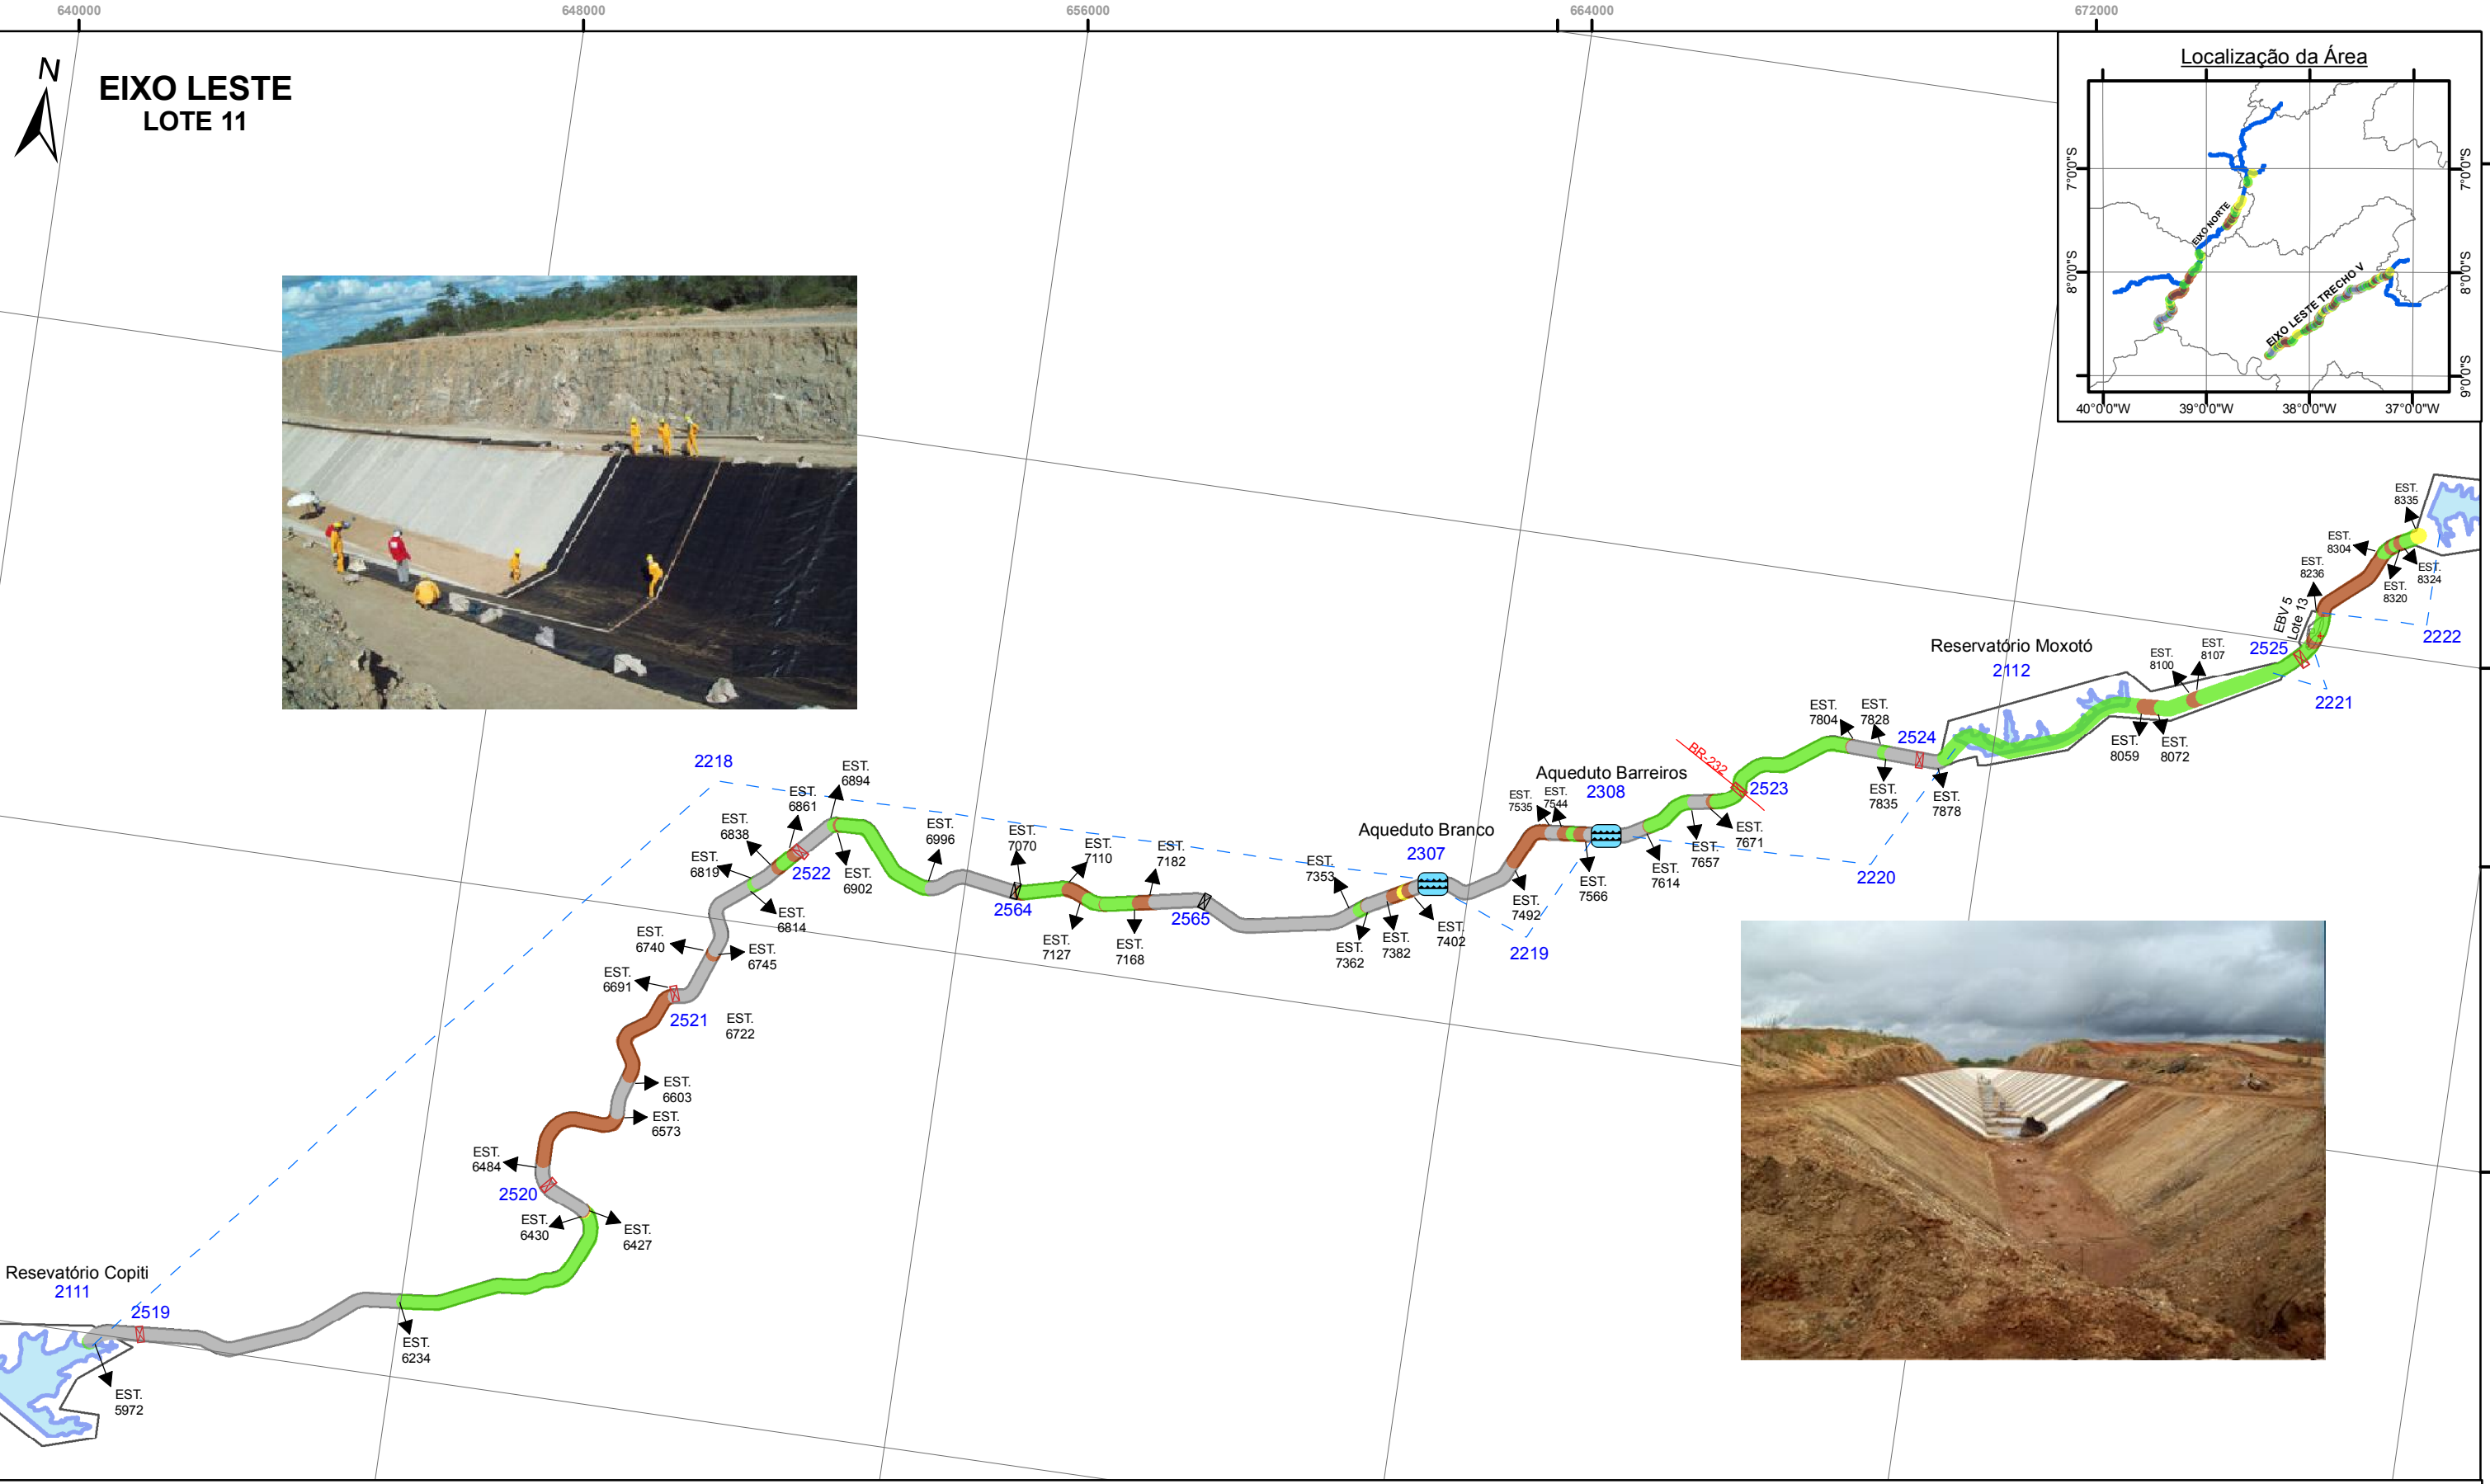 640000
648000
656000
664000
672000
N
EIXO LESTE
LOTE 11
Localização da Área
7°0'0"S
7°0'0"S
8°0'0"S
8°0'0"S
9°0'0"S
EIXO NORTE
EIXO LESTE TRECHO V
40°0'0"W
39°0'0"W
38°0'0"W
37°0'0"W
EST.
8335
EST.
8304
EST.
8324
EST.
8320
EST.
8236
EBV 5
Lote 13
2222
2525
2221
Reservatório Moxotó
2112
EST.
8100
EST.
8107
EST.
8059
EST.
8072
EST.
7804
EST.
7828
2524
EST.
7835
EST.
7878
BR-232
2523
Aqueduto Barreiros
2308
EST.
7535
EST.
7544
EST.
7566
EST.
7614
EST.
7657
EST.
7671
2220
Aqueduto Branco
2307
EST.
7353
EST.
7362
EST.
7382
EST.
7402
EST.
7492
2219
2218
EST.
6894
EST.
6861
EST.
6838
EST.
6819
2522
EST.
6902
EST.
6814
EST.
6996
EST.
7070
2564
EST.
7110
EST.
7127
EST.
7182
EST.
7168
2565
EST.
6740
EST.
6745
EST.
6691
2521
EST.
6722
EST.
6603
EST.
6573
EST.
6484
2520
EST.
6430
EST.
6427
Resevatório Copiti
2111
2519
EST.
6234
EST.
5972